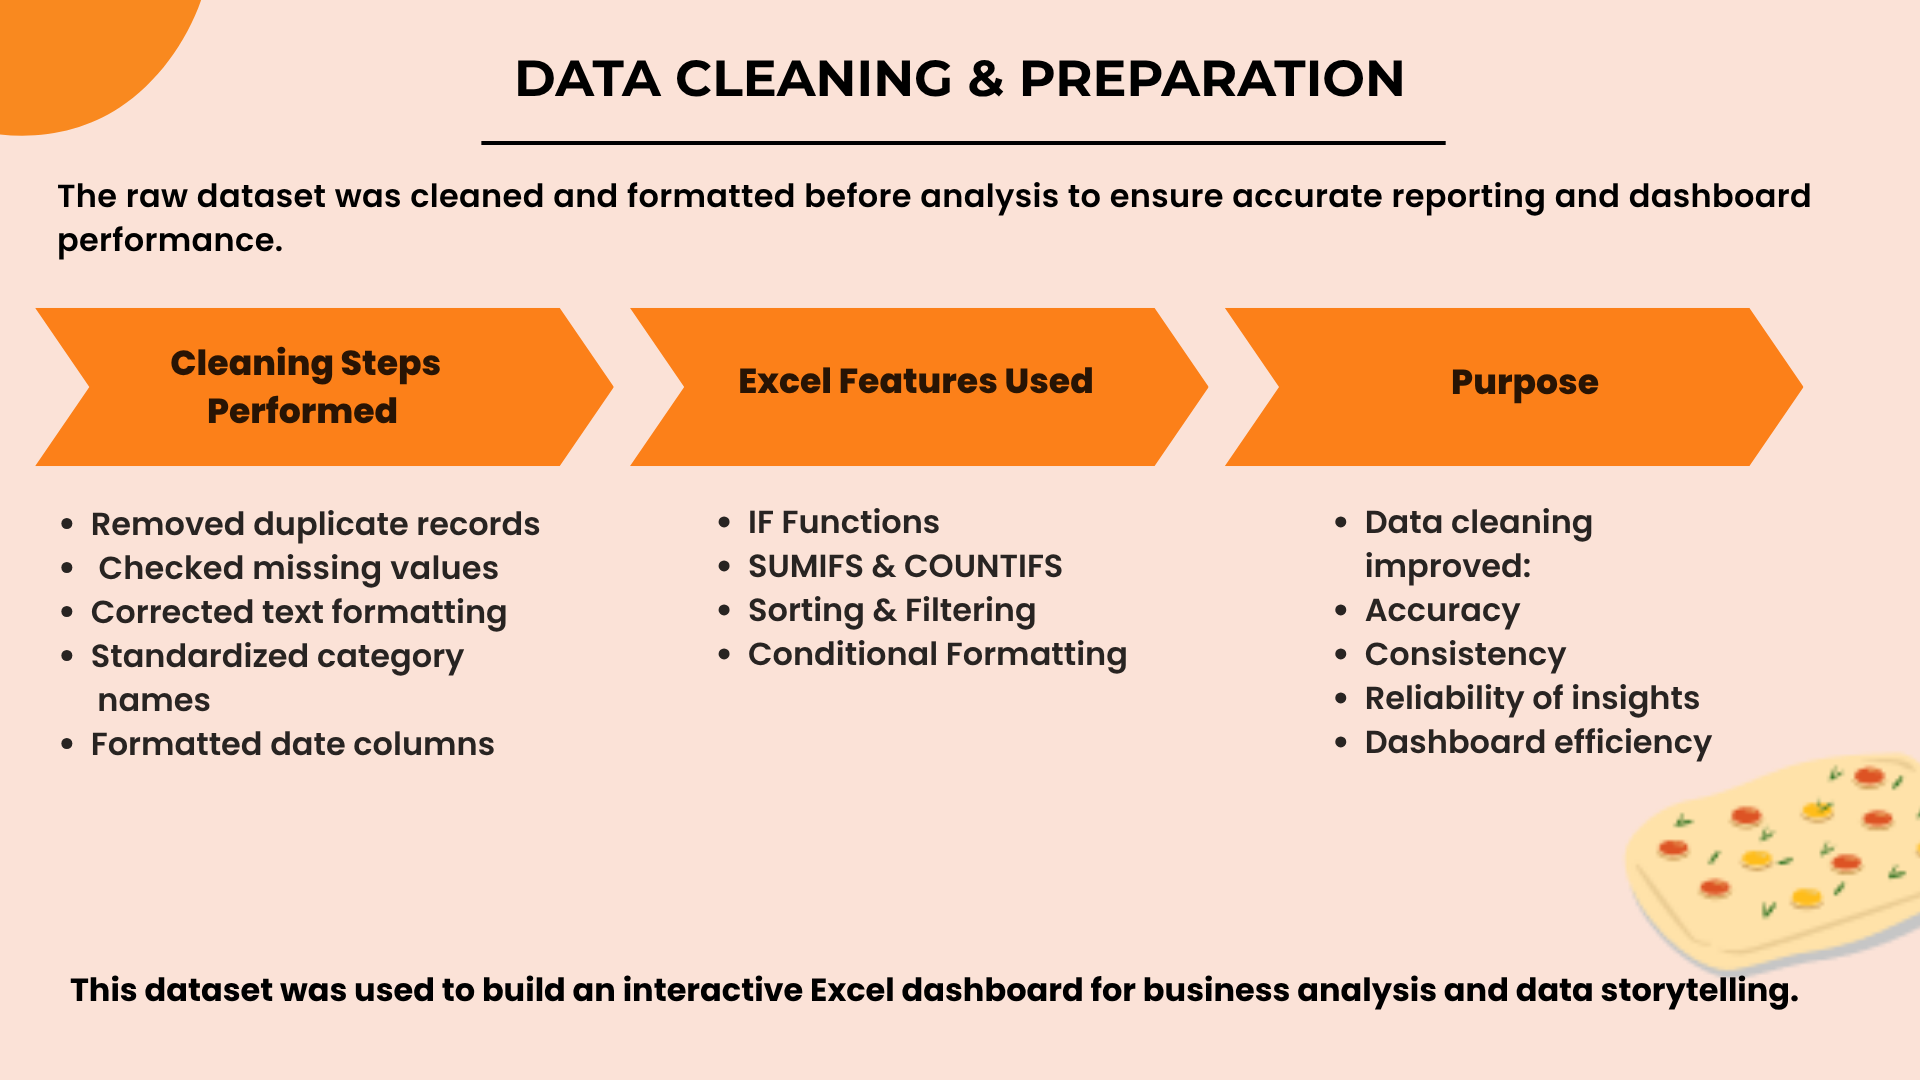 DATA CLEANING & PREPARATION
The raw dataset was cleaned and formatted before analysis to ensure accurate reporting and dashboard
performance.
Cleaning Steps
Performed
• Removed duplicate records
• Checked missing values
• Corrected text formatting
• Standardized category
names
• Formatted date columns
Excel Features Used
• IF Functions
• SUMIFS & COUNTIFS
• Sorting & Filtering
• Conditional Formatting
Purpose
• Data cleaning
improved:
• Accuracy
• Consistency
• Reliability of insights
• Dashboard efficiency
This dataset was used to build an interactive Excel dashboard for business analysis and data storytelling.